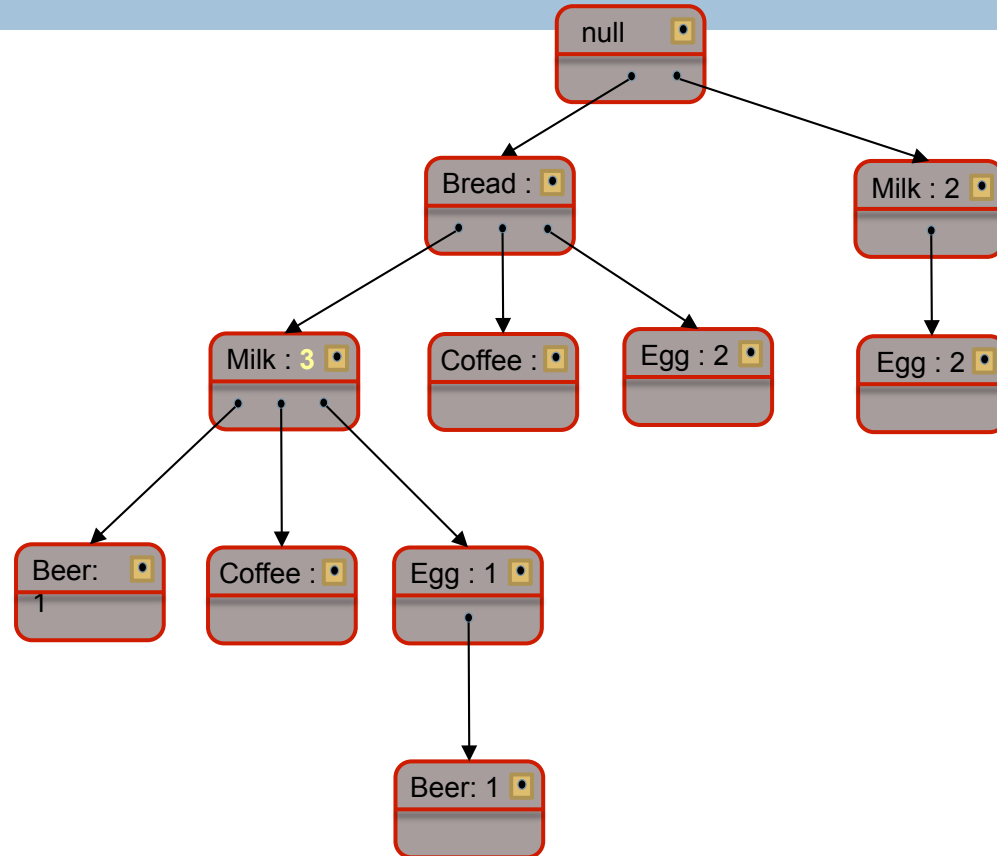 null
Bread :
Milk : 2
Milk : 3
Coffee :
Egg : 2
Egg : 2
Beer:
1
Coffee :
Egg : 1
Beer: 1